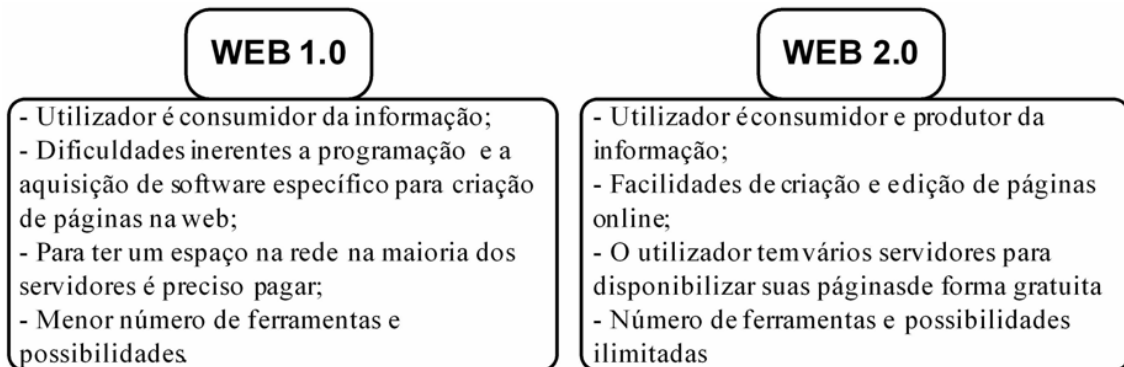 WEB 1.0
- Utilizador é consumidor da informação;
- Dificuldades inerentes a programação e a
aquisição de software específico para criação
de páginas na web;
- Para ter um espaço na rede na maioria dos
servidores é preciso pagar;
- Menor número de ferramentas e
possibilidades.
WEB 2.0
- Utilizador éconsumidor e produtor da
informação;
- Facilidades de criação e edição de páginas
online;
- O utilizador temvários servidores para
disponibilizar suas páginasde forma gratuita
- Número de ferramentas e possibilidades
ilimitadas